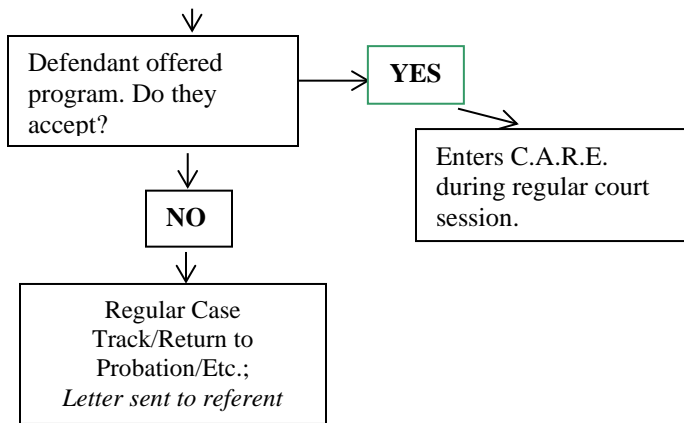 Defendant offered
program. Do they
accept?
YES
Enters C.A.R.E.
during regular court
session.
NO
Regular Case
Track/Return to
Probation/Etc.;
Letter sent to referent